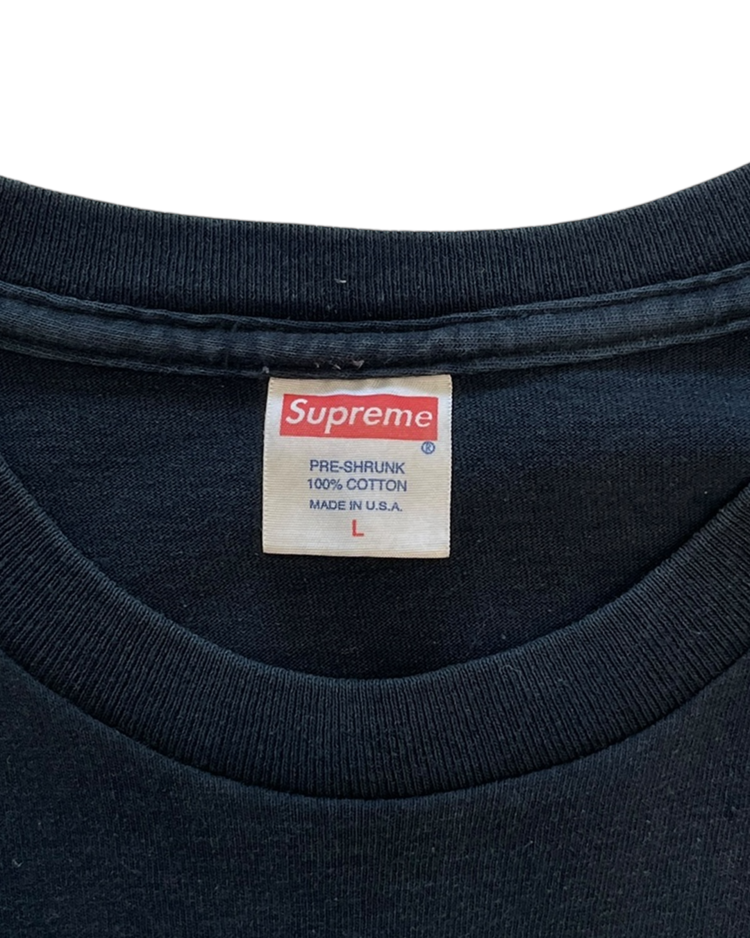 Supreme
®
PRE-SHRUNK
100% COTTON
MADE IN U.S.A.
L